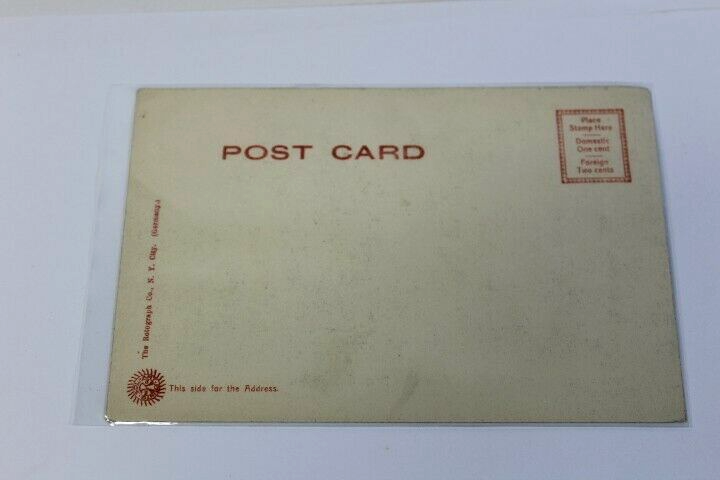 POST CARD
Place
Stamp Here
Domestic
One cent
Foreign
Two cents
The Rotograph Co., N. Y. City. (Germany.)
This side for the Address.